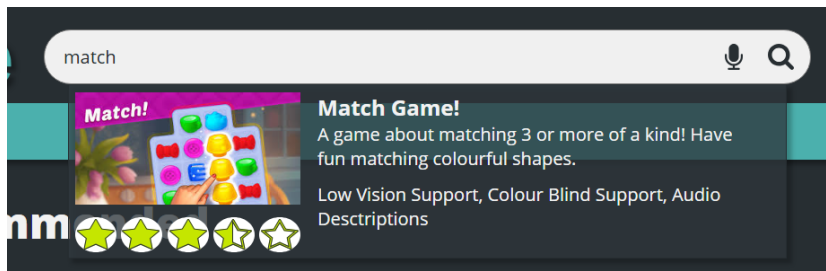 match
Match!
Match Game!
A game about matching 3 or more of a kind! Have
fun matching colourful shapes.
Low Vision Support, Colour Blind Support, Audio
Desctriptions